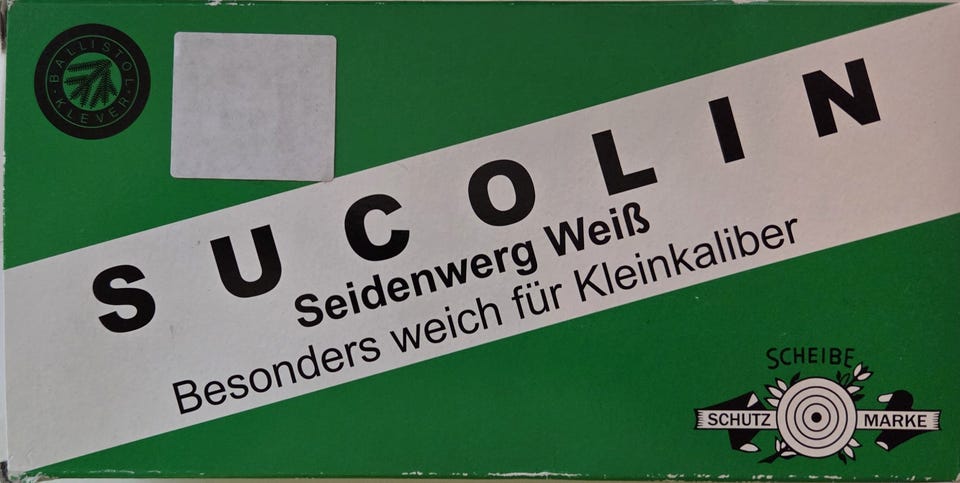 BALLISTOL
KLEVER
SUCOLIN
Seidenwerg Weiß
Besonders weich für Kleinkaliber
SCHEIBE
SCHUTZ MARKE